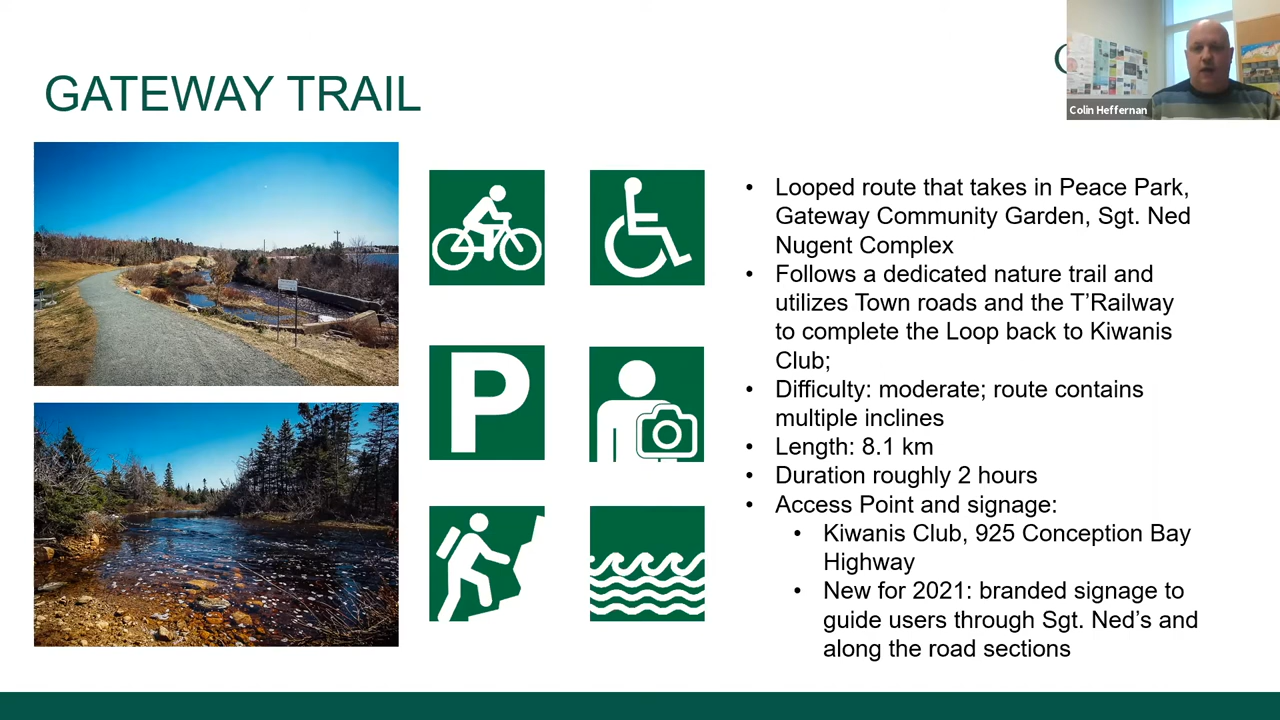 GATEWAY TRAIL
Colin Heffernan
P
• Looped route that takes in Peace Park,
Gateway Community Garden, Sgt. Ned
Nugent Complex
• Follows a dedicated nature trail and
utilizes Town roads and the T’Railway
to complete the Loop back to Kiwanis
Club;
• Difficulty: moderate; route contains
multiple inclines
• Length: 8.1 km
• Duration roughly 2 hours
• Access Point and signage:
• Kiwanis Club, 925 Conception Bay
Highway
• New for 2021: branded signage to
guide users through Sgt. Ned’s and
along the road sections